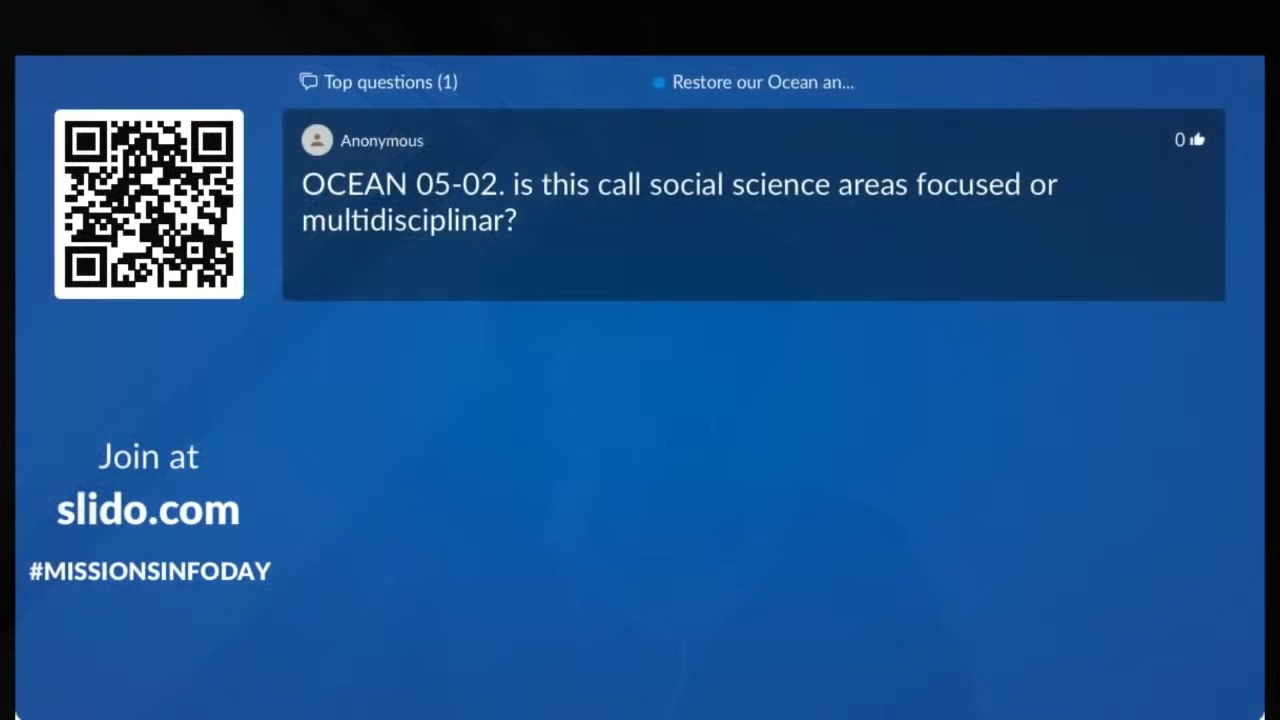 Top questions (1)
Restore our Ocean an...
Anonymous
0
OCEAN 05-02. is this call social science areas focused or
multidisciplinar?
Join at
slido.com
#MISSIONSINFODAY